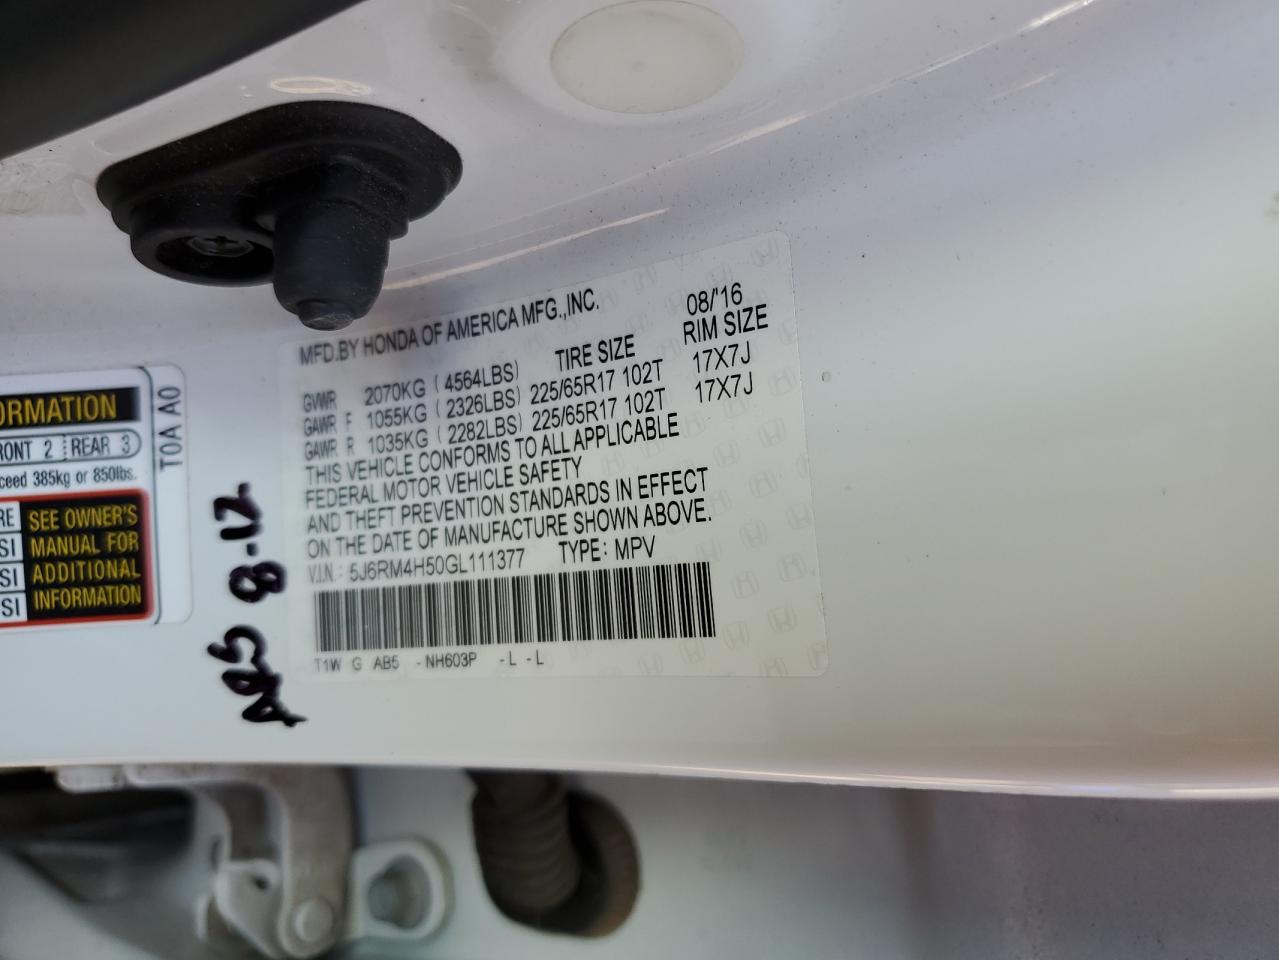 MFD.BY HONDA OF AMERICA MFG.,INC. 08/'16
TIRE SIZE RIM SIZE
GVWR 2070KG ( 4564LBS)
GAWR F 1055KG ( 2326LBS) 225/65R17 102T 17X7J
GAWR R 1035KG ( 2282LBS) 225/65R17 102T 17X7J
THIS VEHICLE CONFORMS TO ALL APPLICABLE
FEDERAL MOTOR VEHICLE SAFETY
AND THEFT PREVENTION STANDARDS IN EFFECT
ON THE DATE OF MANUFACTURE SHOWN ABOVE.
V.I.N.: 5J6RM4H50GL111377 TYPE: MPV
T1W G AB5 -NH603P -L -L
ORMATION
RONT 2 REAR 3
ceed 385kg or 850lbs.
RE SEE OWNER'S
SI MANUAL FOR
SI ADDITIONAL
SI INFORMATION
T0A A0
8-12